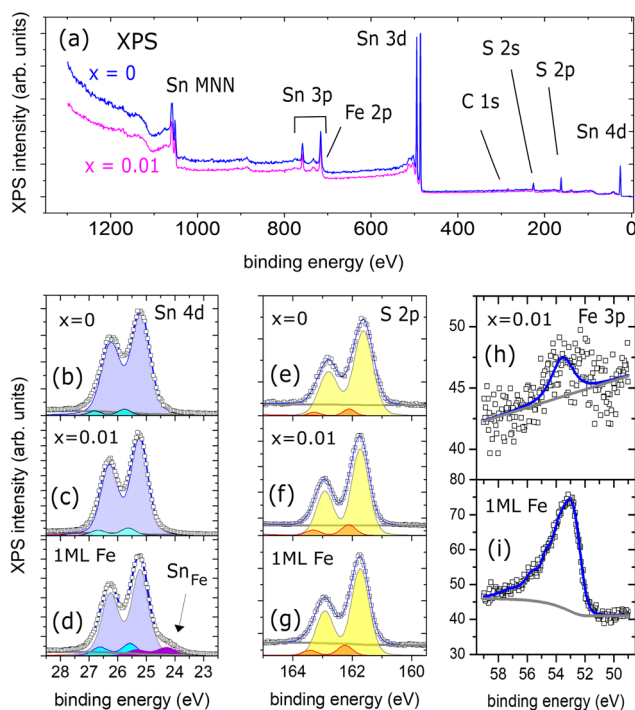 (a) XPS
x = 0
x = 0.01
Sn MNN
Sn 3p
Fe 2p
Sn 3d
C 1s
S 2s
S 2p
Sn 4d
XPS intensity (arb. units)
1200 1000 800 600 400 200 0
binding energy (eV)
XPS intensity (arb. units)
x=0 Sn 4d
(b)
x=0.01
(c)
1ML Fe
(d)
SnFe
28 27 26 25 24 23
binding energy (eV)
x=0 S 2p
(e)
x=0.01
(f)
1ML Fe
(g)
164 162 160
binding energy (eV)
x=0.01 Fe 3p
(h)
50
45
40
80
1ML Fe
(i)
70
60
50
40
30
58 56 54 52 50
binding energy (eV)